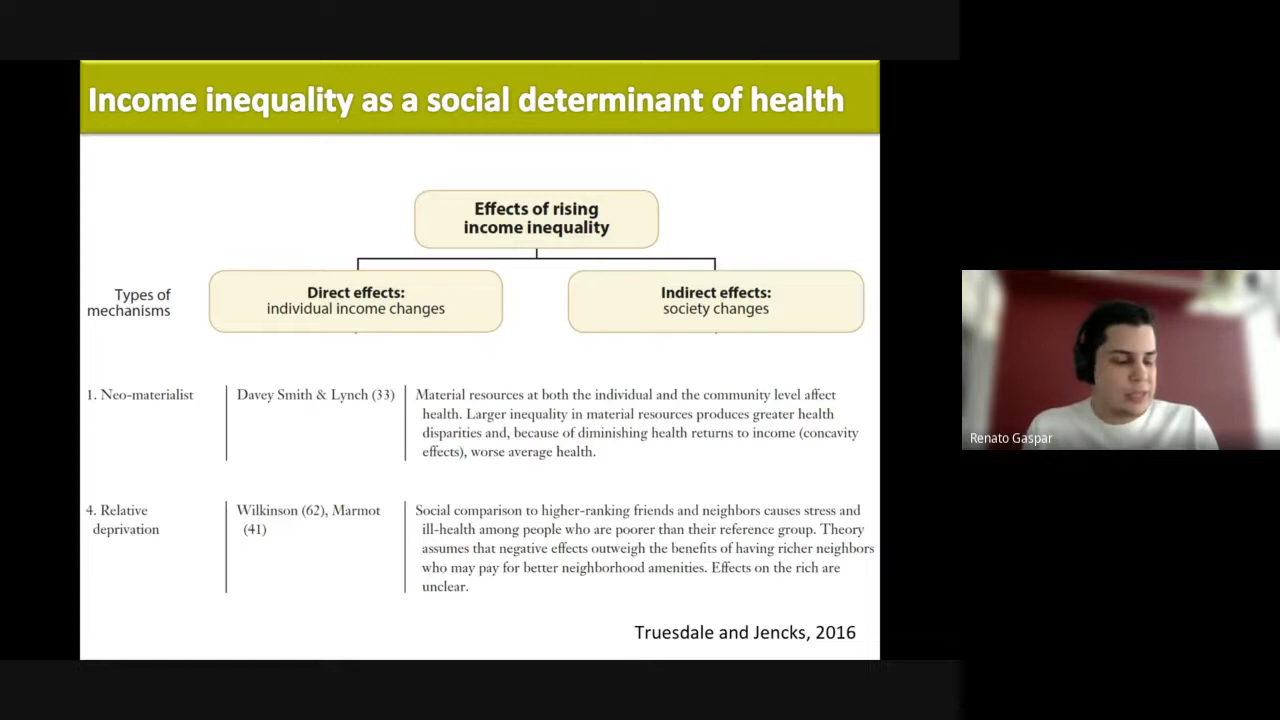 Income inequality as a social determinant of health
Effects of rising
income inequality
Types of
mechanisms
Direct effects:
individual income changes
Indirect effects:
society changes
1. Neo-materialist
Davey Smith & Lynch (33)
Material resources at both the individual and the community level affect
health. Larger inequality in material resources produces greater health
disparities and, because of diminishing health returns to income (concavity
effects), worse average health.
4. Relative
deprivation
Wilkinson (62), Marmot
(41)
Social comparison to higher-ranking friends and neighbors causes stress and
ill-health among people who are poorer than their reference group. Theory
assumes that negative effects outweigh the benefits of having richer neighbors
who may pay for better neighborhood amenities. Effects on the rich are
unclear.
Truesdale and Jencks, 2016
Renato Gaspar